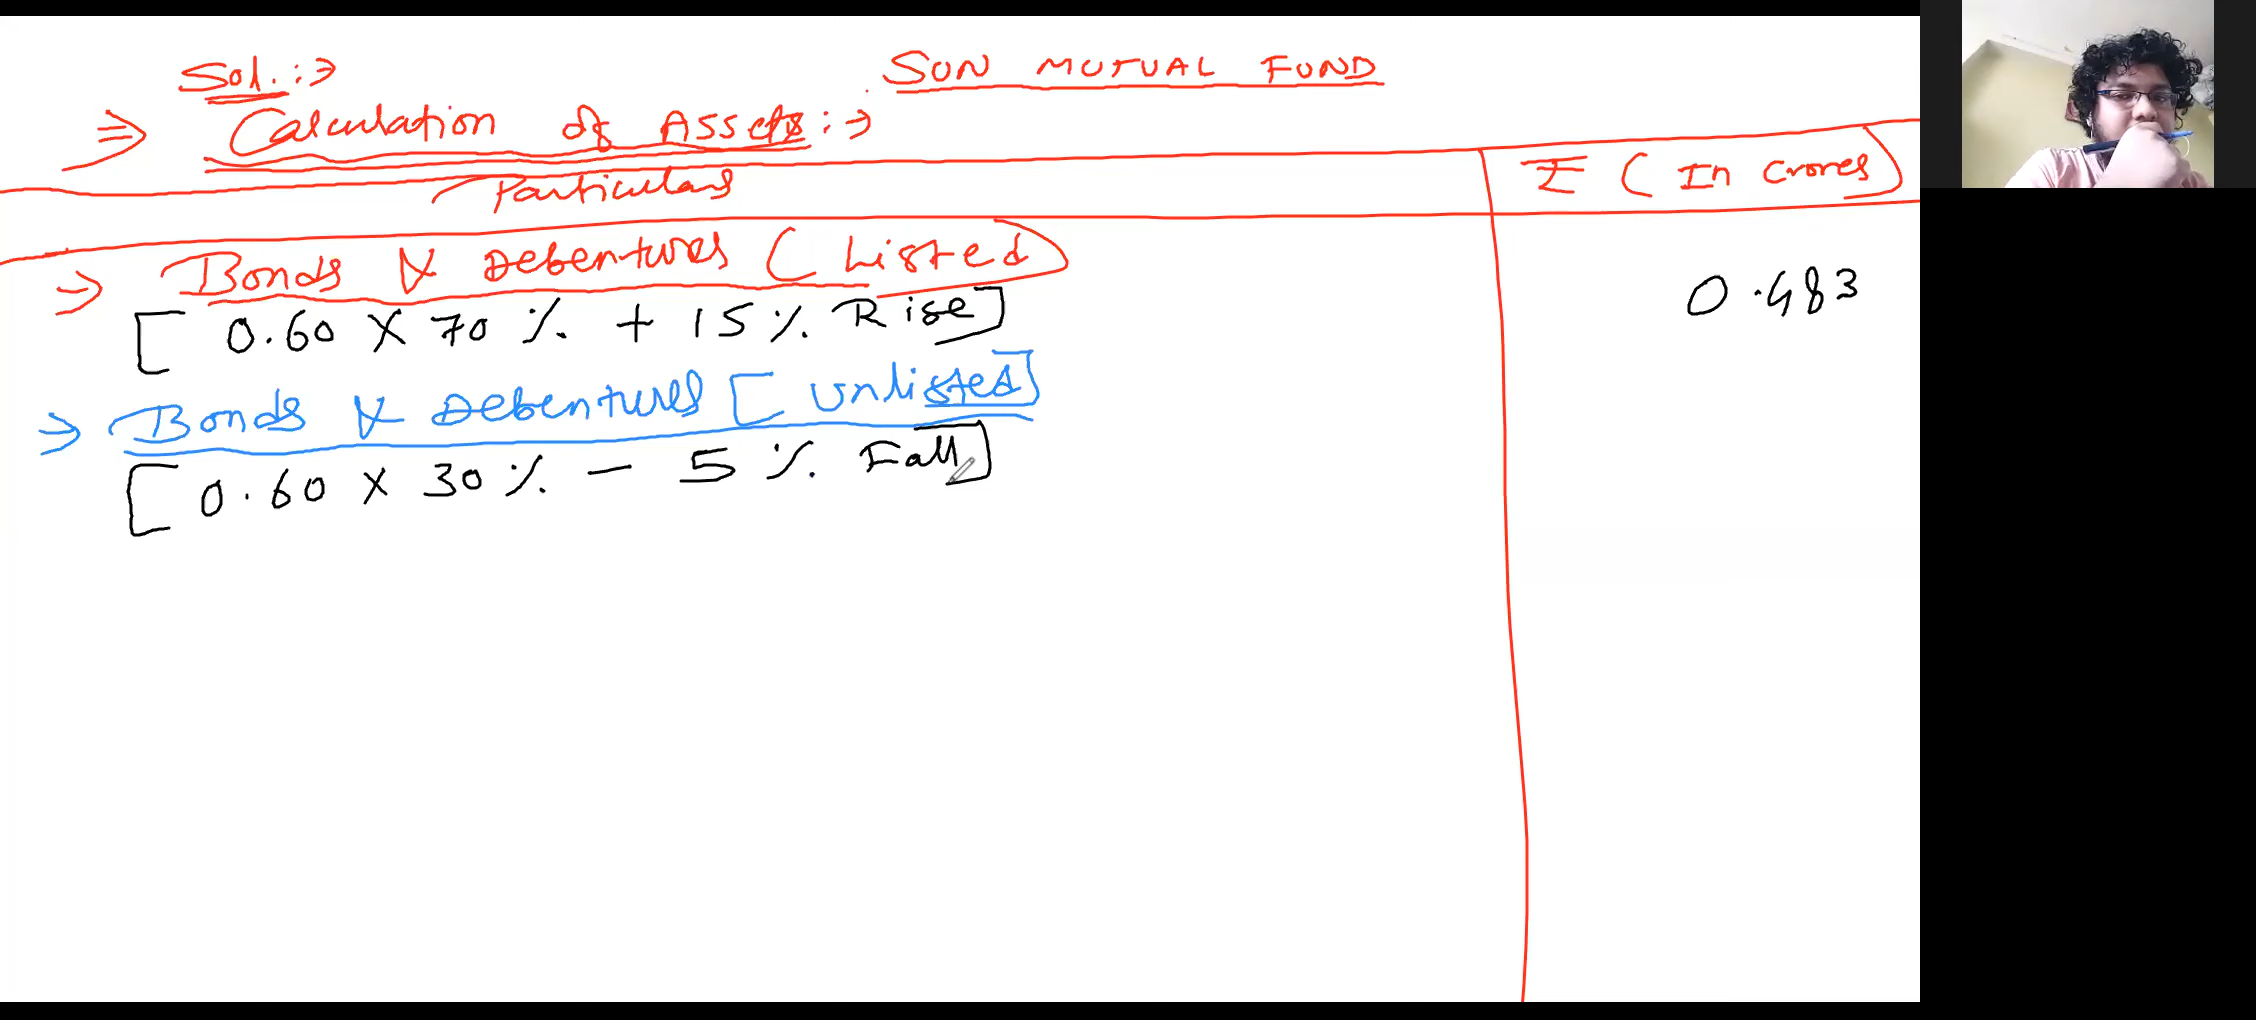 Sol. :->
SUN MUTUAL FUND
=> Calculation of Assets :->
Particulars
₹ (In Crores)
=> Bonds & Debentures (Listed)
[0.60 X 70 % + 15 % Rise]
0.483
=> Bonds & Debentures [Unlisted]
[0.60 x 30 % - 5 % Fall]